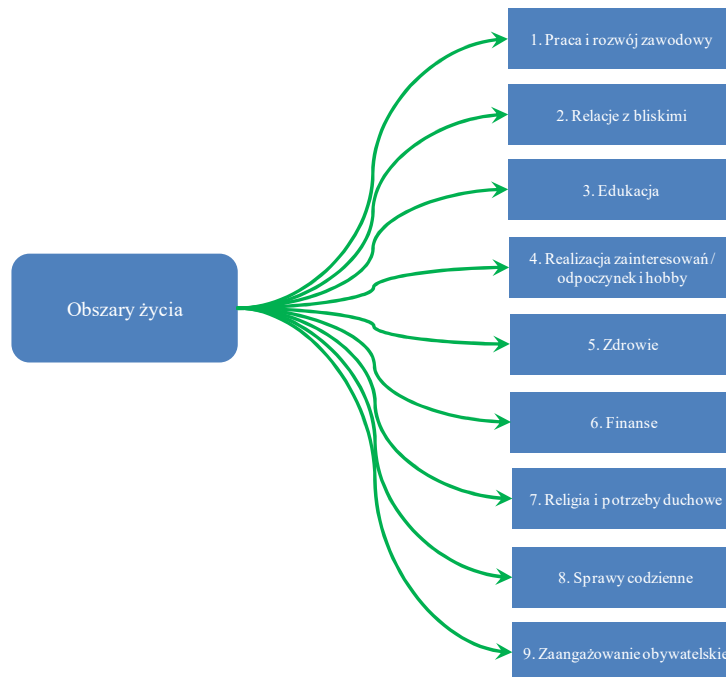 Obszary życia
1. Praca i rozwój zawodowy
2. Relacje z bliskimi
3. Edukacja
4. Realizacja zainteresowań /
odpoczynek i hobby
5. Zdrowie
6. Finanse
7. Religia i potrzeby duchowe
8. Sprawy codzienne
9. Zaangażowanie obywatelskie